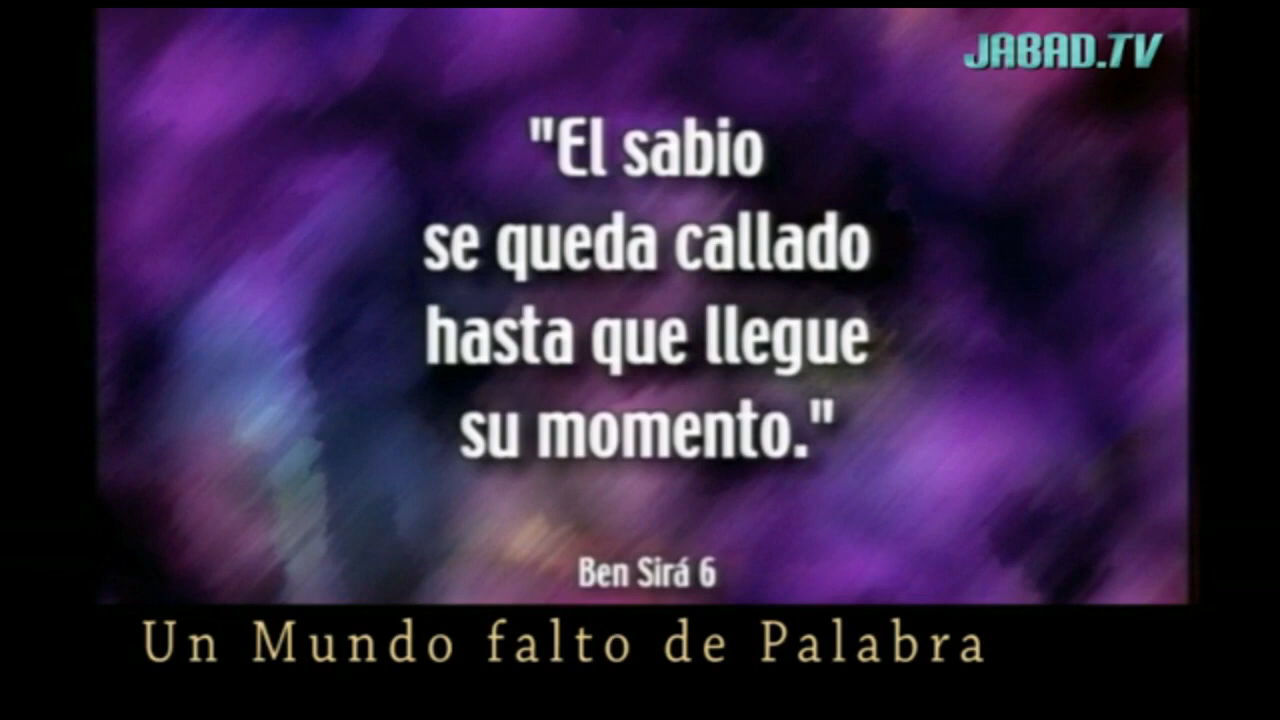 JABAD.TV
"El sabio
se queda callado
hasta que llegue
su momento."
Ben Sirá 6
Un Mundo falto de Palabra